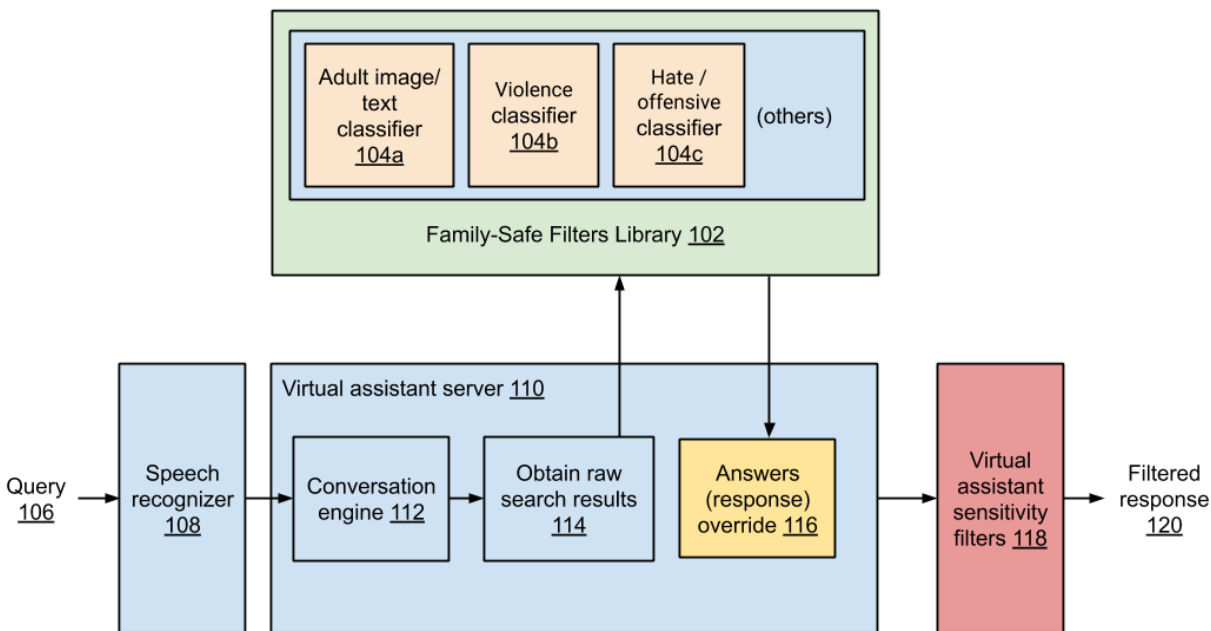 Adult image/
text
classifier
104a
Violence
classifier
104b
Hate /
offensive
classifier
104c
(others)
Family-Safe Filters Library 102
Virtual assistant server 110
Query
106
Speech
recognizer
108
Conversation
engine 112
Obtain raw
search results
114
Answers
(response)
override 116
Virtual
assistant
sensitivity
filters 118
Filtered
response
120